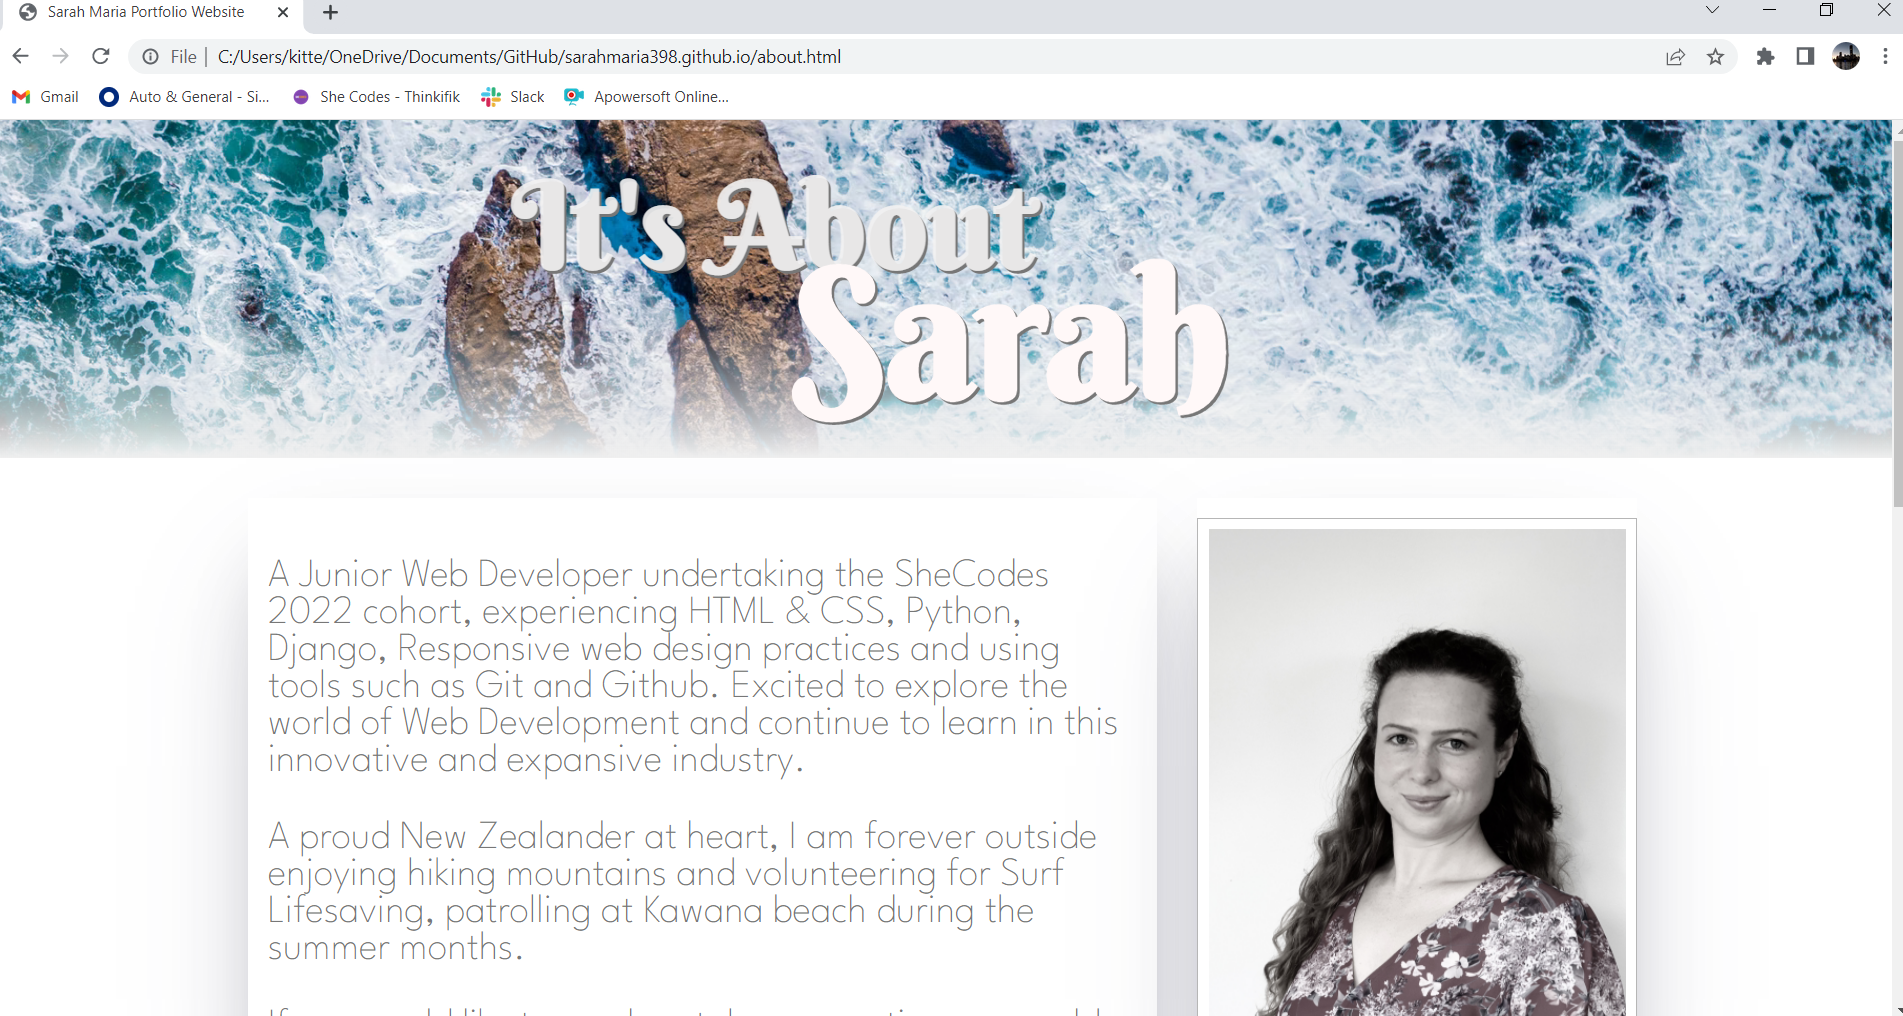 Sarah Maria Portfolio Website
File
C:/Users/kitte/OneDrive/Documents/GitHub/sarahmaria398.github.io/about.html
Gmail
Auto & General - Si...
She Codes - Thinkifik
Slack
Apowersoft Online...
It's About
Sarah
A Junior Web Developer undertaking the SheCodes
2022 cohort, experiencing HTML & CSS, Python,
Django, Responsive web design practices and using
tools such as Git and Github. Excited to explore the
world of Web Development and continue to learn in this
innovative and expansive industry.
A proud New Zealander at heart, I am forever outside
enjoying hiking mountains and volunteering for Surf
Lifesaving, patrolling at Kawana beach during the
summer months.